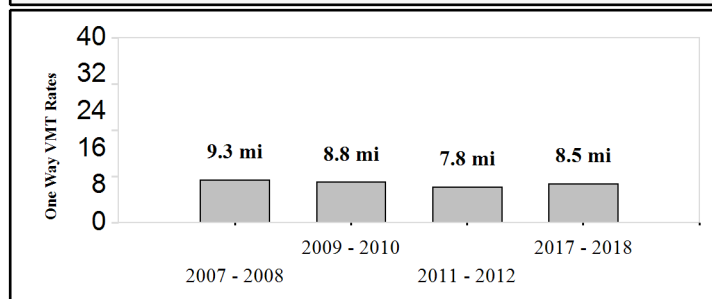 One Way VMT Rates
40
32
24
16
8
0
9.3 mi
8.8 mi
7.8 mi
8.5 mi
2009 - 2010
2017 - 2018
2007 - 2008
2011 - 2012